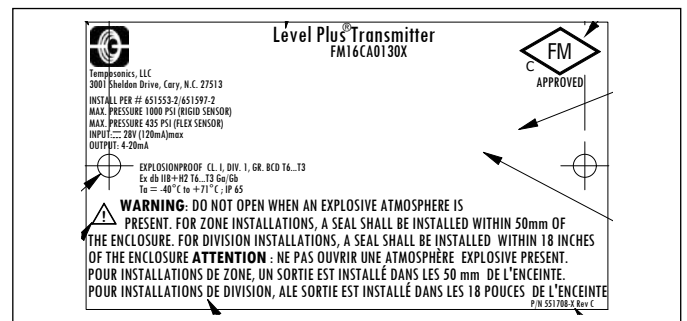 Level Plus® Transmitter
FM16CA0130X
FM
C
APPROVED
Temposonics, LLC
3001 Sheldon Drive, Cary, N.C. 27513
INSTALL PER # 651553-2/651597-2
MAX. PRESSURE 1000 PSI (RIGID SENSOR)
MAX. PRESSURE 435 PSI (FLEX SENSOR)
INPUT: ⎓ 28V (120mA)max
OUTPUT: 4-20mA
EXPLOSIONPROOF CL. I, DIV. 1, GR. BCD T6...T3
Ex db IIB+H2 T6...T3 Ga/Gb
Ta = -40°C to +71°C ; IP 65
WARNING: DO NOT OPEN WHEN AN EXPLOSIVE ATMOSPHERE IS
PRESENT. FOR ZONE INSTALLATIONS, A SEAL SHALL BE INSTALLED WITHIN 50mm OF
THE ENCLOSURE. FOR DIVISION INSTALLATIONS, A SEAL SHALL BE INSTALLED WITHIN 18 INCHES
OF THE ENCLOSURE ATTENTION : NE PAS OUVRIR UNE ATMOSPHÈRE EXPLOSIVE PRESENT.
POUR INSTALLATIONS DE ZONE, UN SORTIE EST INSTALLÉ DANS LES 50 mm DE L'ENCEINTE.
POUR INSTALLATIONS DE DIVISION, ALE SORTIE EST INSTALLÉ DANS LES 18 POUCES DE L'ENCEINTE
P/N 551708-X Rev C